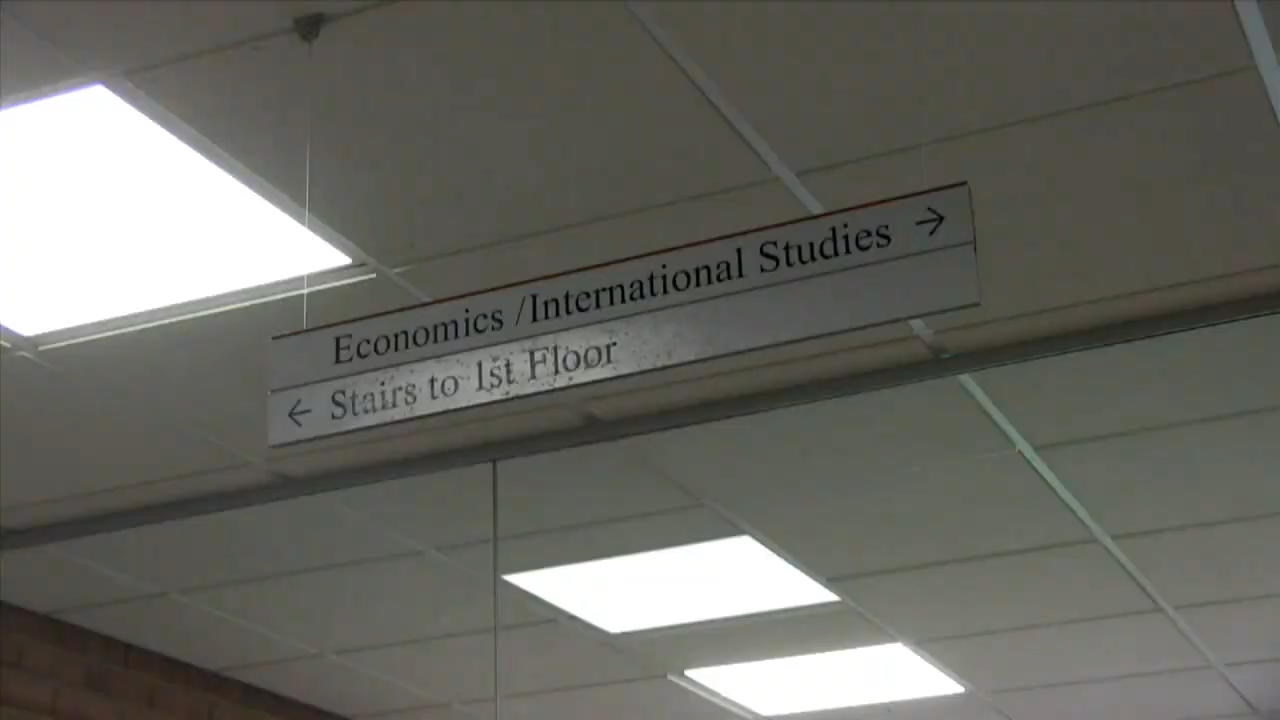 Economics /International Studies →
← Stairs to 1st Floor